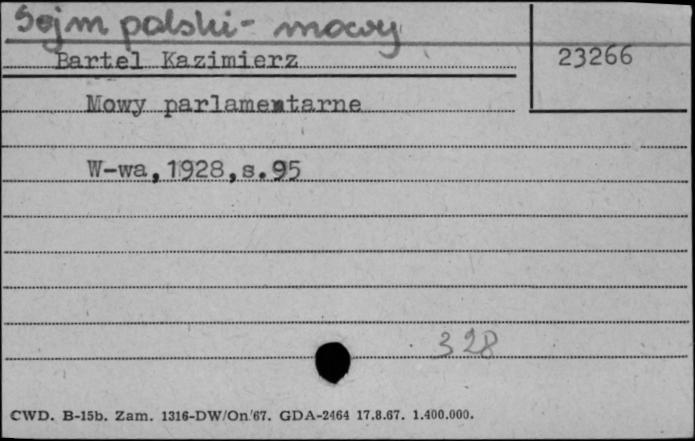 Sejm polski - mowy
Bartel Kazimierz
23266
Mowy parlamentarne
W-wa,1928,s.95
328
CWD. B-15b. Zam. 1316-DW/On/67. GDA-2464 17.8.67. 1.400.000.